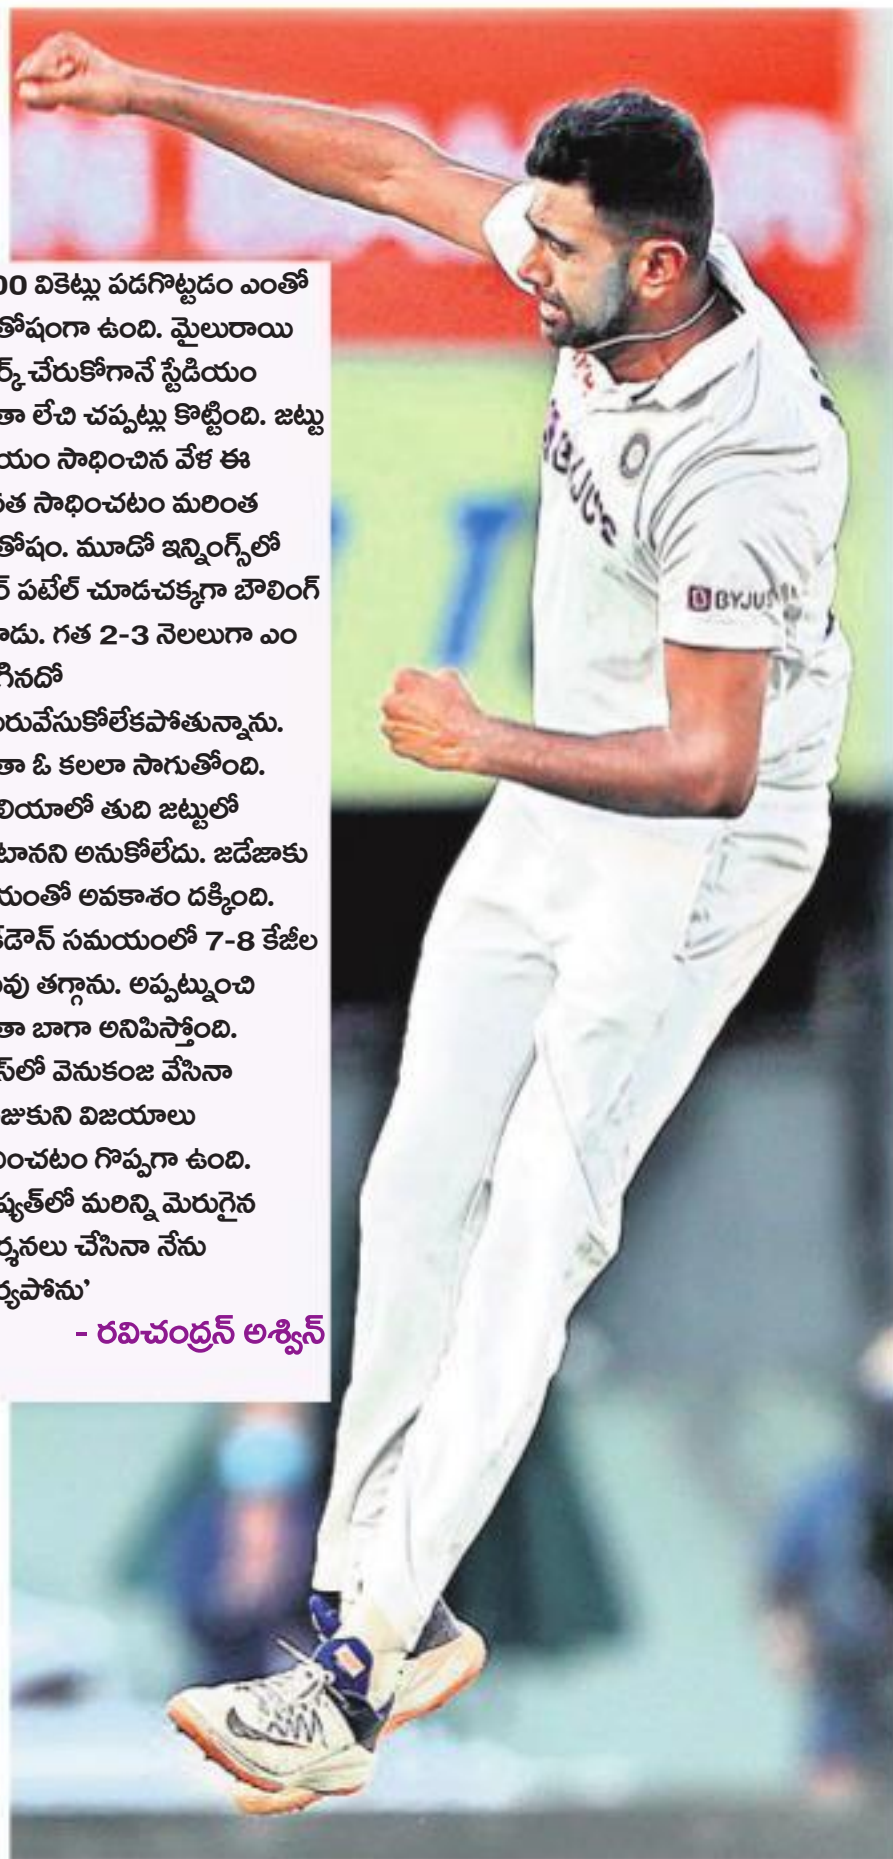 00 వికెట్లు పడగొట్టడం ఎంతో
తోషంగా ఉంది. మైలురాయి
ర్క్ చేరుకోగానే స్టేడియం
తా లేచి చప్పట్లు కొట్టింది. జట్టు
యం సాధించిన వేళ ఈ
నత సాధించటం మరింత
తోషం. మూడో ఇన్నింగ్స్‌లో
ర్ పటేల్ చూడచక్కగా బౌలింగ్
డు. గత 2-3 నెలలుగా ఎం
గినదో
రువేసుకోలేకపోతున్నాను.
తా ఓ కలలా సాగుతోంది.
లియాలో తుది జట్టులో
టానని అనుకోలేదు. జడేజాకు
యంతో అవకాశం దక్కింది.
క్‌డౌన్ సమయంలో 7-8 కేజీల
వు తగ్గాను. అప్పట్నుంచి
తా బాగా అనిపిస్తోంది.
స్‌లో వెనుకంజ వేసినా
జుకుని విజయాలు
ించటం గొప్పగా ఉంది.
ష్యత్‌లో మరిన్ని మెరుగైన
ర్శనలు చేసినా నేను
ర్యపోను’
- రవిచంద్రన్ అశ్విన్
BYJU'S
BYJU'S